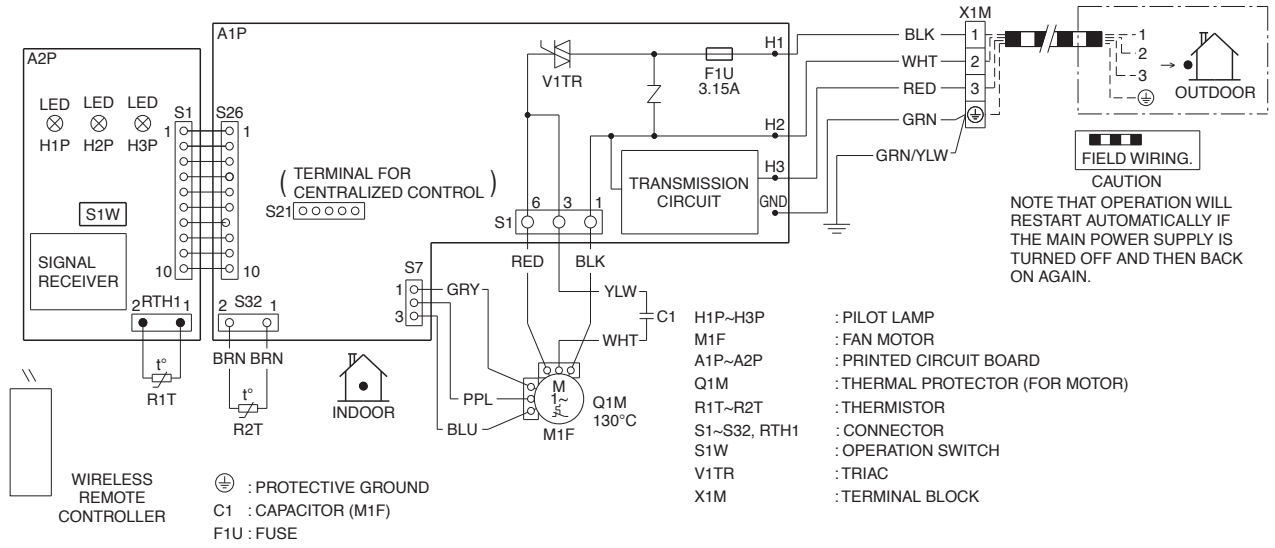 A2P
LED LED LED
H1P H2P H3P
S1
1
10
S1W
SIGNAL
RECEIVER
2 RTH1 1
t°
R1T
WIRELESS
REMOTE
CONTROLLER
A1P
S26
1
10
( TERMINAL FOR
CENTRALIZED CONTROL )
S21
2 S32 1
BRN BRN
t°
R2T
INDOOR
S7
1
3
GRY
PPL
BLU
V1TR
F1U
3.15A
H1
H2
H3
GND
TRANSMISSION
CIRCUIT
S1
6 3 1
RED BLK
YLW
C1
WHT
M
1~
M1F
Q1M
130°C
X1M
BLK 1
WHT 2
RED 3
GRN
GRN/YLW
1
2
3
→
OUTDOOR
FIELD WIRING.
CAUTION
NOTE THAT OPERATION WILL
RESTART AUTOMATICALLY IF
THE MAIN POWER SUPPLY IS
TURNED OFF AND THEN BACK
ON AGAIN.
: PROTECTIVE GROUND
C1 : CAPACITOR (M1F)
F1U : FUSE
H1P~H3P : PILOT LAMP
M1F : FAN MOTOR
A1P~A2P : PRINTED CIRCUIT BOARD
Q1M : THERMAL PROTECTOR (FOR MOTOR)
R1T~R2T : THERMISTOR
S1~S32, RTH1 : CONNECTOR
S1W : OPERATION SWITCH
V1TR : TRIAC
X1M : TERMINAL BLOCK